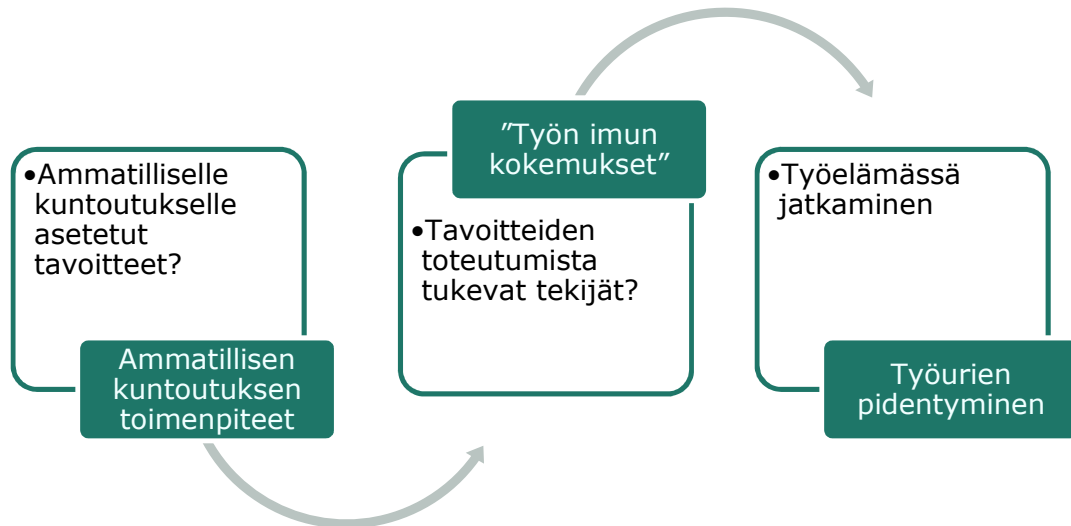 •Ammatilliselle
kuntoutukselle
asetetut
tavoitteet?
Ammatillisen
kuntoutuksen
toimenpiteet
”Työn imun
kokemukset”
•Tavoitteiden
toteutumista
tukevat tekijät?
•Työelämässä
jatkaminen
Työurien
pidentyminen